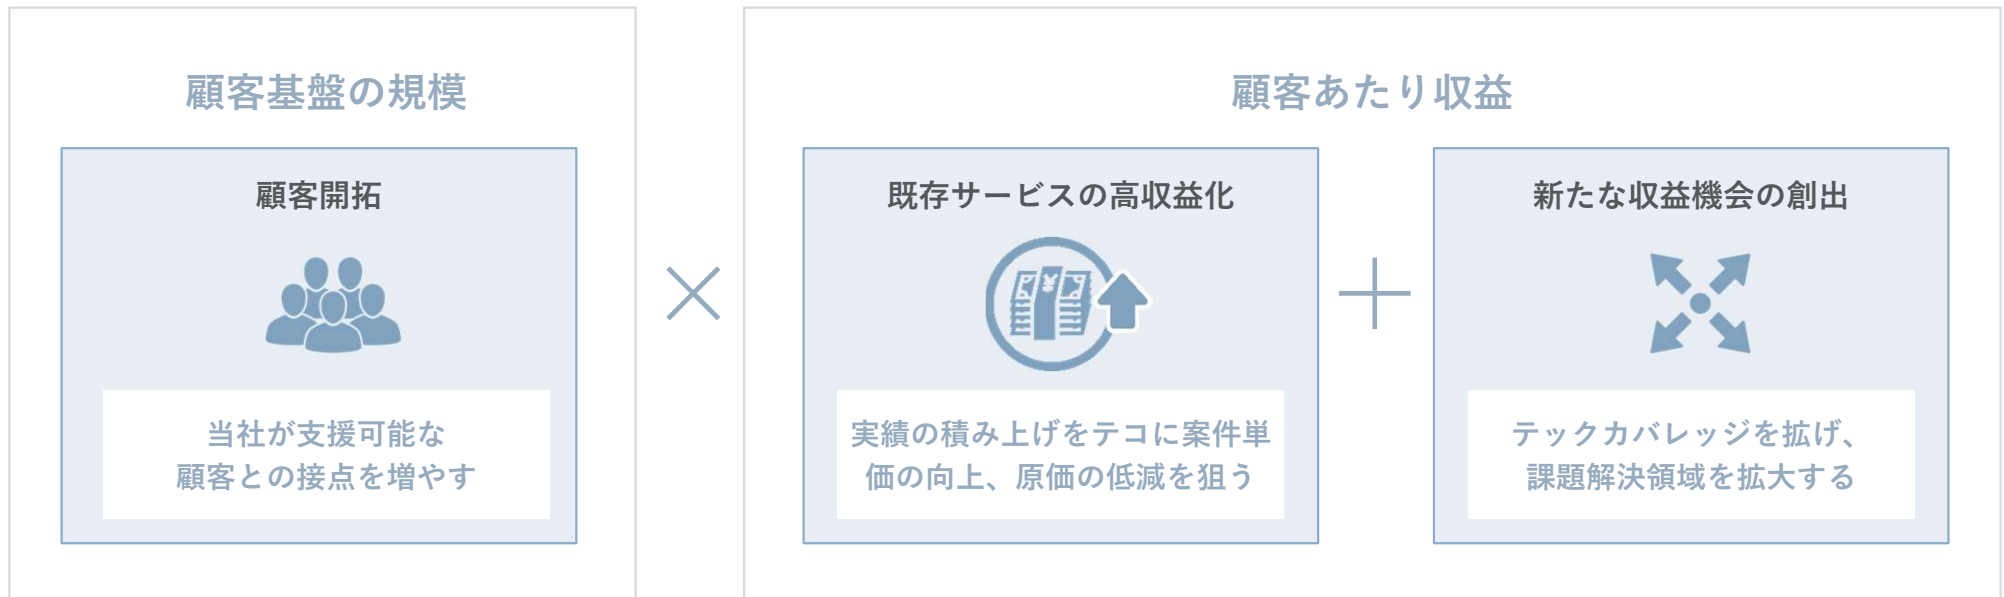 顧客基盤の規模
顧客開拓
当社が支援可能な
顧客との接点を増やす
×
顧客あたり収益
既存サービスの高収益化
¥
実績の積み上げをテコに案件単
価の向上、原価の低減を狙う
+
新たな収益機会の創出
テックカバレッジを拡げ、
課題解決領域を拡大する